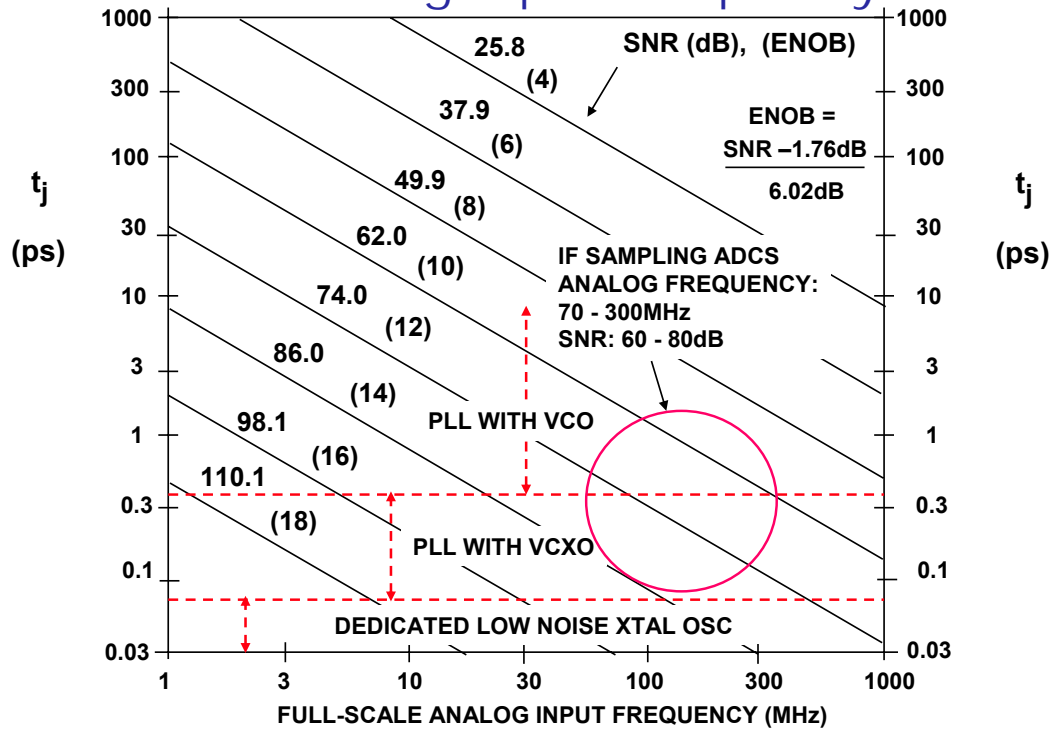 1000
300
100
30
10
3
1
0.3
0.1
0.03
tj
(ps)
25.8
(4)
37.9
(6)
49.9
(8)
62.0
(10)
74.0
(12)
86.0
(14)
98.1
(16)
110.1
(18)
SNR (dB), (ENOB)
ENOB =
SNR –1.76dB
6.02dB
IF SAMPLING ADCS
ANALOG FREQUENCY:
70 - 300MHz
SNR: 60 - 80dB
PLL WITH VCO
PLL WITH VCXO
DEDICATED LOW NOISE XTAL OSC
1000
300
100
30
10
3
1
0.3
0.1
0.03
tj
(ps)
1 3 10 30 100 300 1000
FULL-SCALE ANALOG INPUT FREQUENCY (MHz)